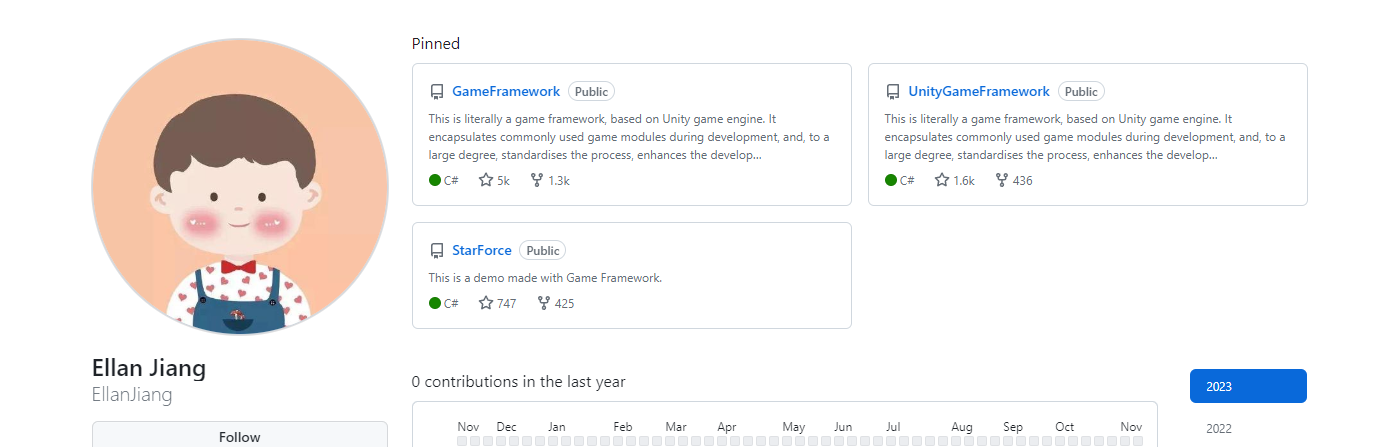 Pinned
GameFramework Public
This is literally a game framework, based on Unity game engine. It
encapsulates commonly used game modules during development, and, to a
large degree, standardises the process, enhances the develop...
C# 5k 1.3k
UnityGameFramework Public
This is literally a game framework, based on Unity game engine. It
encapsulates commonly used game modules during development, and, to a
large degree, standardises the process, enhances the develop...
C# 1.6k 436
StarForce Public
This is a demo made with Game Framework.
C# 747 425
Ellan Jiang
EllanJiang
Follow
0 contributions in the last year
Nov Dec Jan Feb Mar Apr May Jun Jul Aug Sep Oct Nov
2023
2022